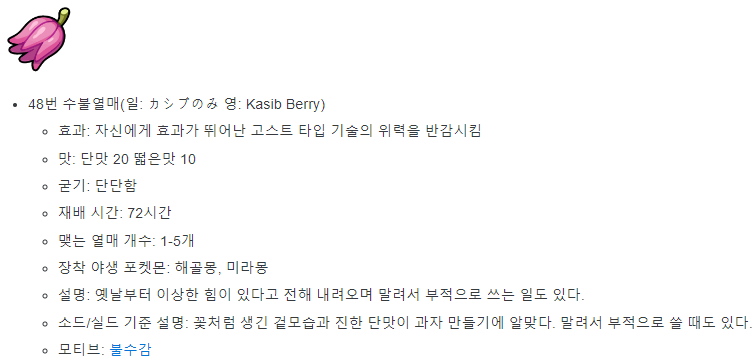 48번 수불열매(일: カシブのみ 영: Kasib Berry)
효과: 자신에게 효과가 뛰어난 고스트 타입 기술의 위력을 반감시킴
맛: 단맛 20 떫은맛 10
굳기: 단단함
재배 시간: 72시간
맺는 열매 개수: 1-5개
장착 야생 포켓몬: 해골몽, 미라몽
설명: 옛날부터 이상한 힘이 있다고 전해 내려오며 말려서 부적으로 쓰는 일도 있다.
소드/실드 기준 설명: 꽃처럼 생긴 겉모습과 진한 단맛이 과자 만들기에 알맞다. 말려서 부적으로 쓸 때도 있다.
모티브: 불수감